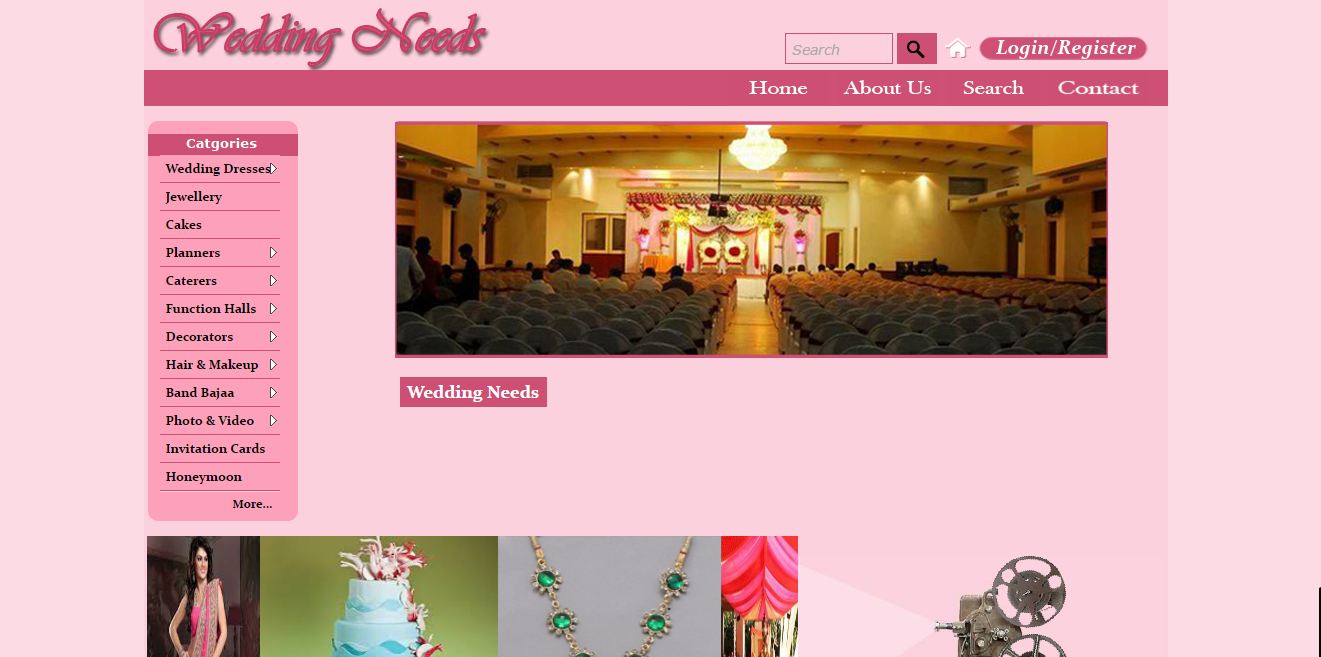 Wedding Needs
Search
Login/Register
Home About Us Search Contact
Catgories
Wedding Dresses
Jewellery
Cakes
Planners
Caterers
Function Halls
Decorators
Hair & Makeup
Band Bajaa
Photo & Video
Invitation Cards
Honeymoon
More...
Wedding Needs